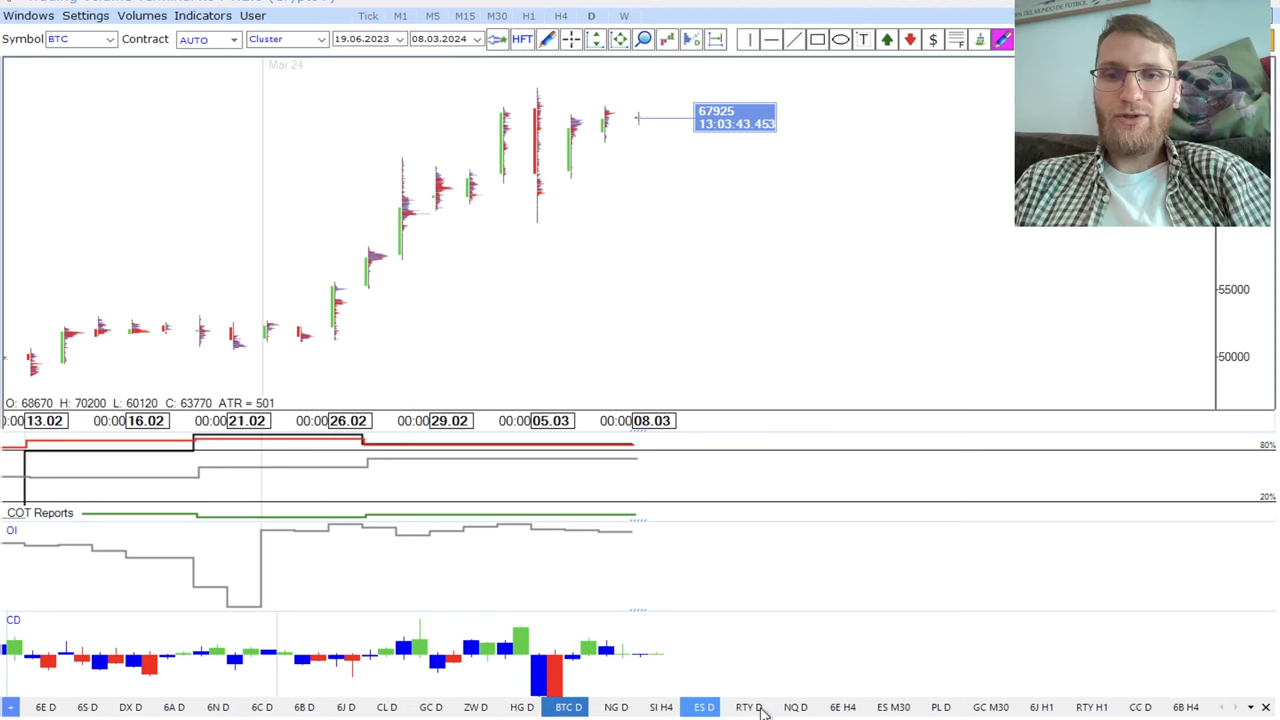 Windows Settings Volumes Indicators User Tick M1 M5 M15 M30 H1 H4 D W
Symbol BTC Contract AUTO Cluster 19.06.2023 08.03.2024 HFT T $
Mar 24
67925
13:03:43.453
55000
50000
O: 68670 H: 70200 L: 60120 C: 63770 ATR = 501
13.02 00:00 16.02 00:00 21.02 00:00 26.02 00:00 29.02 00:00 05.03 00:00 08.03
80%
20%
COT Reports
OI
CD
+ 6E D 6S D DX D 6A D 6N D 6C D 6B D 6J D CL D GC D ZW D HG D BTC D NG D SI H4 ES D RTY D NQ D 6E H4 ES M30 PL D GC M30 6J H1 RTY H1 CC D 6B H4